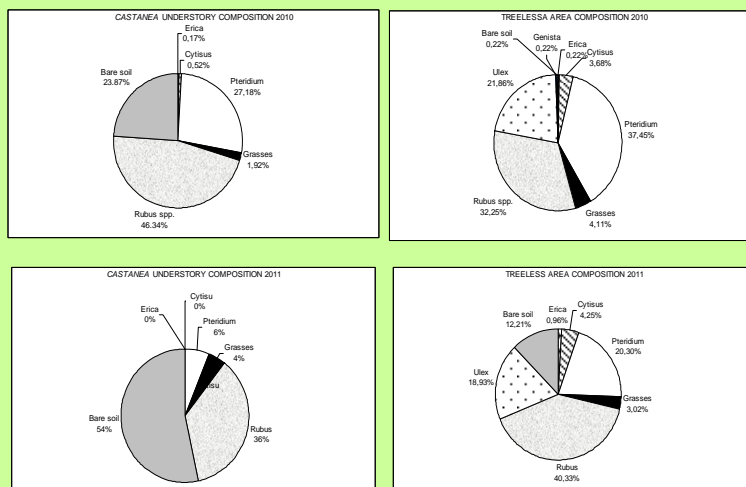 CASTANEA UNDERSTORY COMPOSITION 2010
Erica
0,17%
Cytisus
0,52%
Bare soil
23.87%
Pteridium
27,18%
Grasses
1,92%
Rubus spp.
46.34%
TREELESSA AREA COMPOSITION 2010
Bare soil
0,22%
Genista
0,22%
Erica
0,22%
Cytisus
3,68%
Ulex
21,86%
Pteridium
37,45%
Rubus spp.
32,25%
Grasses
4,11%
CASTANEA UNDERSTORY COMPOSITION 2011
Cytisu
0%
Erica
0%
Pteridium
6%
Grasses
4%
Bare soil
54%
Rubus
36%
TREELESS AREA COMPOSITION 2011
Bare soil
12,21%
Erica
0,96%
Cytisus
4,25%
Pteridium
20,30%
Ulex
18,93%
Grasses
3,02%
Rubus
40,33%